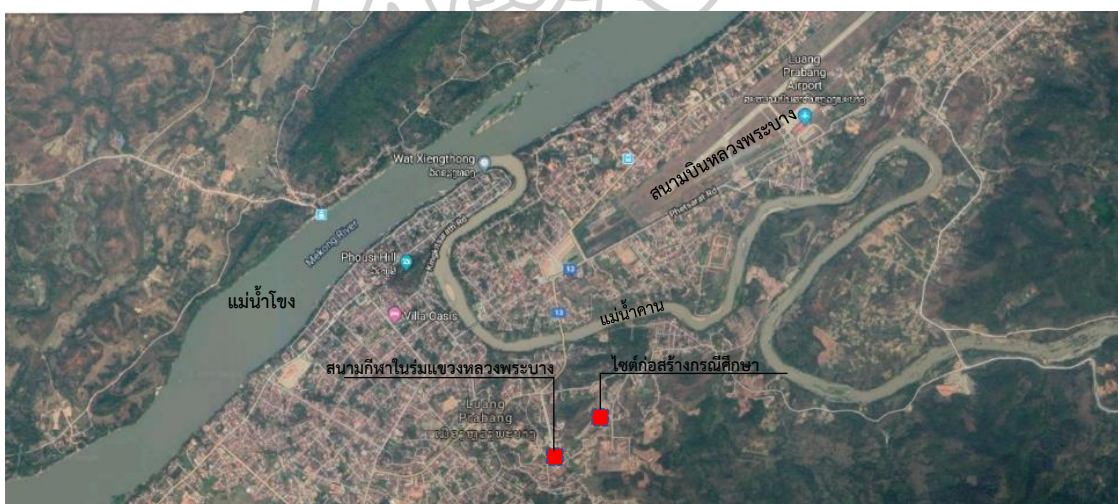 Luang
Prabang
Airport
สนามบินหลวงพระบาง
Wat Xiengthong
Phetsarat Rd
Mekong River
Phousi Hill
13
แม่น้ำโขง
13
แม่น้ำคาน
Villa Oasis
สนามกีฬาในร่มแขวงหลวงพระบาง
ไซต์ก่อสร้างกรณีศึกษา
Luang
Prabang